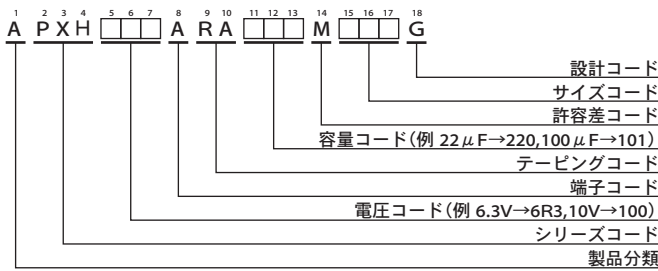 1 2 3 4 5 6 7 8 9 10 11 12 13 14 15 16 17 18
A PXH □□□ A RA □□□ M □□□ G
設計コード
サイズコード
許容差コード
容量コード(例 22μF→220,100μF→101)
テーピングコード
端子コード
電圧コード(例 6.3V→6R3,10V→100)
シリーズコード
製品分類